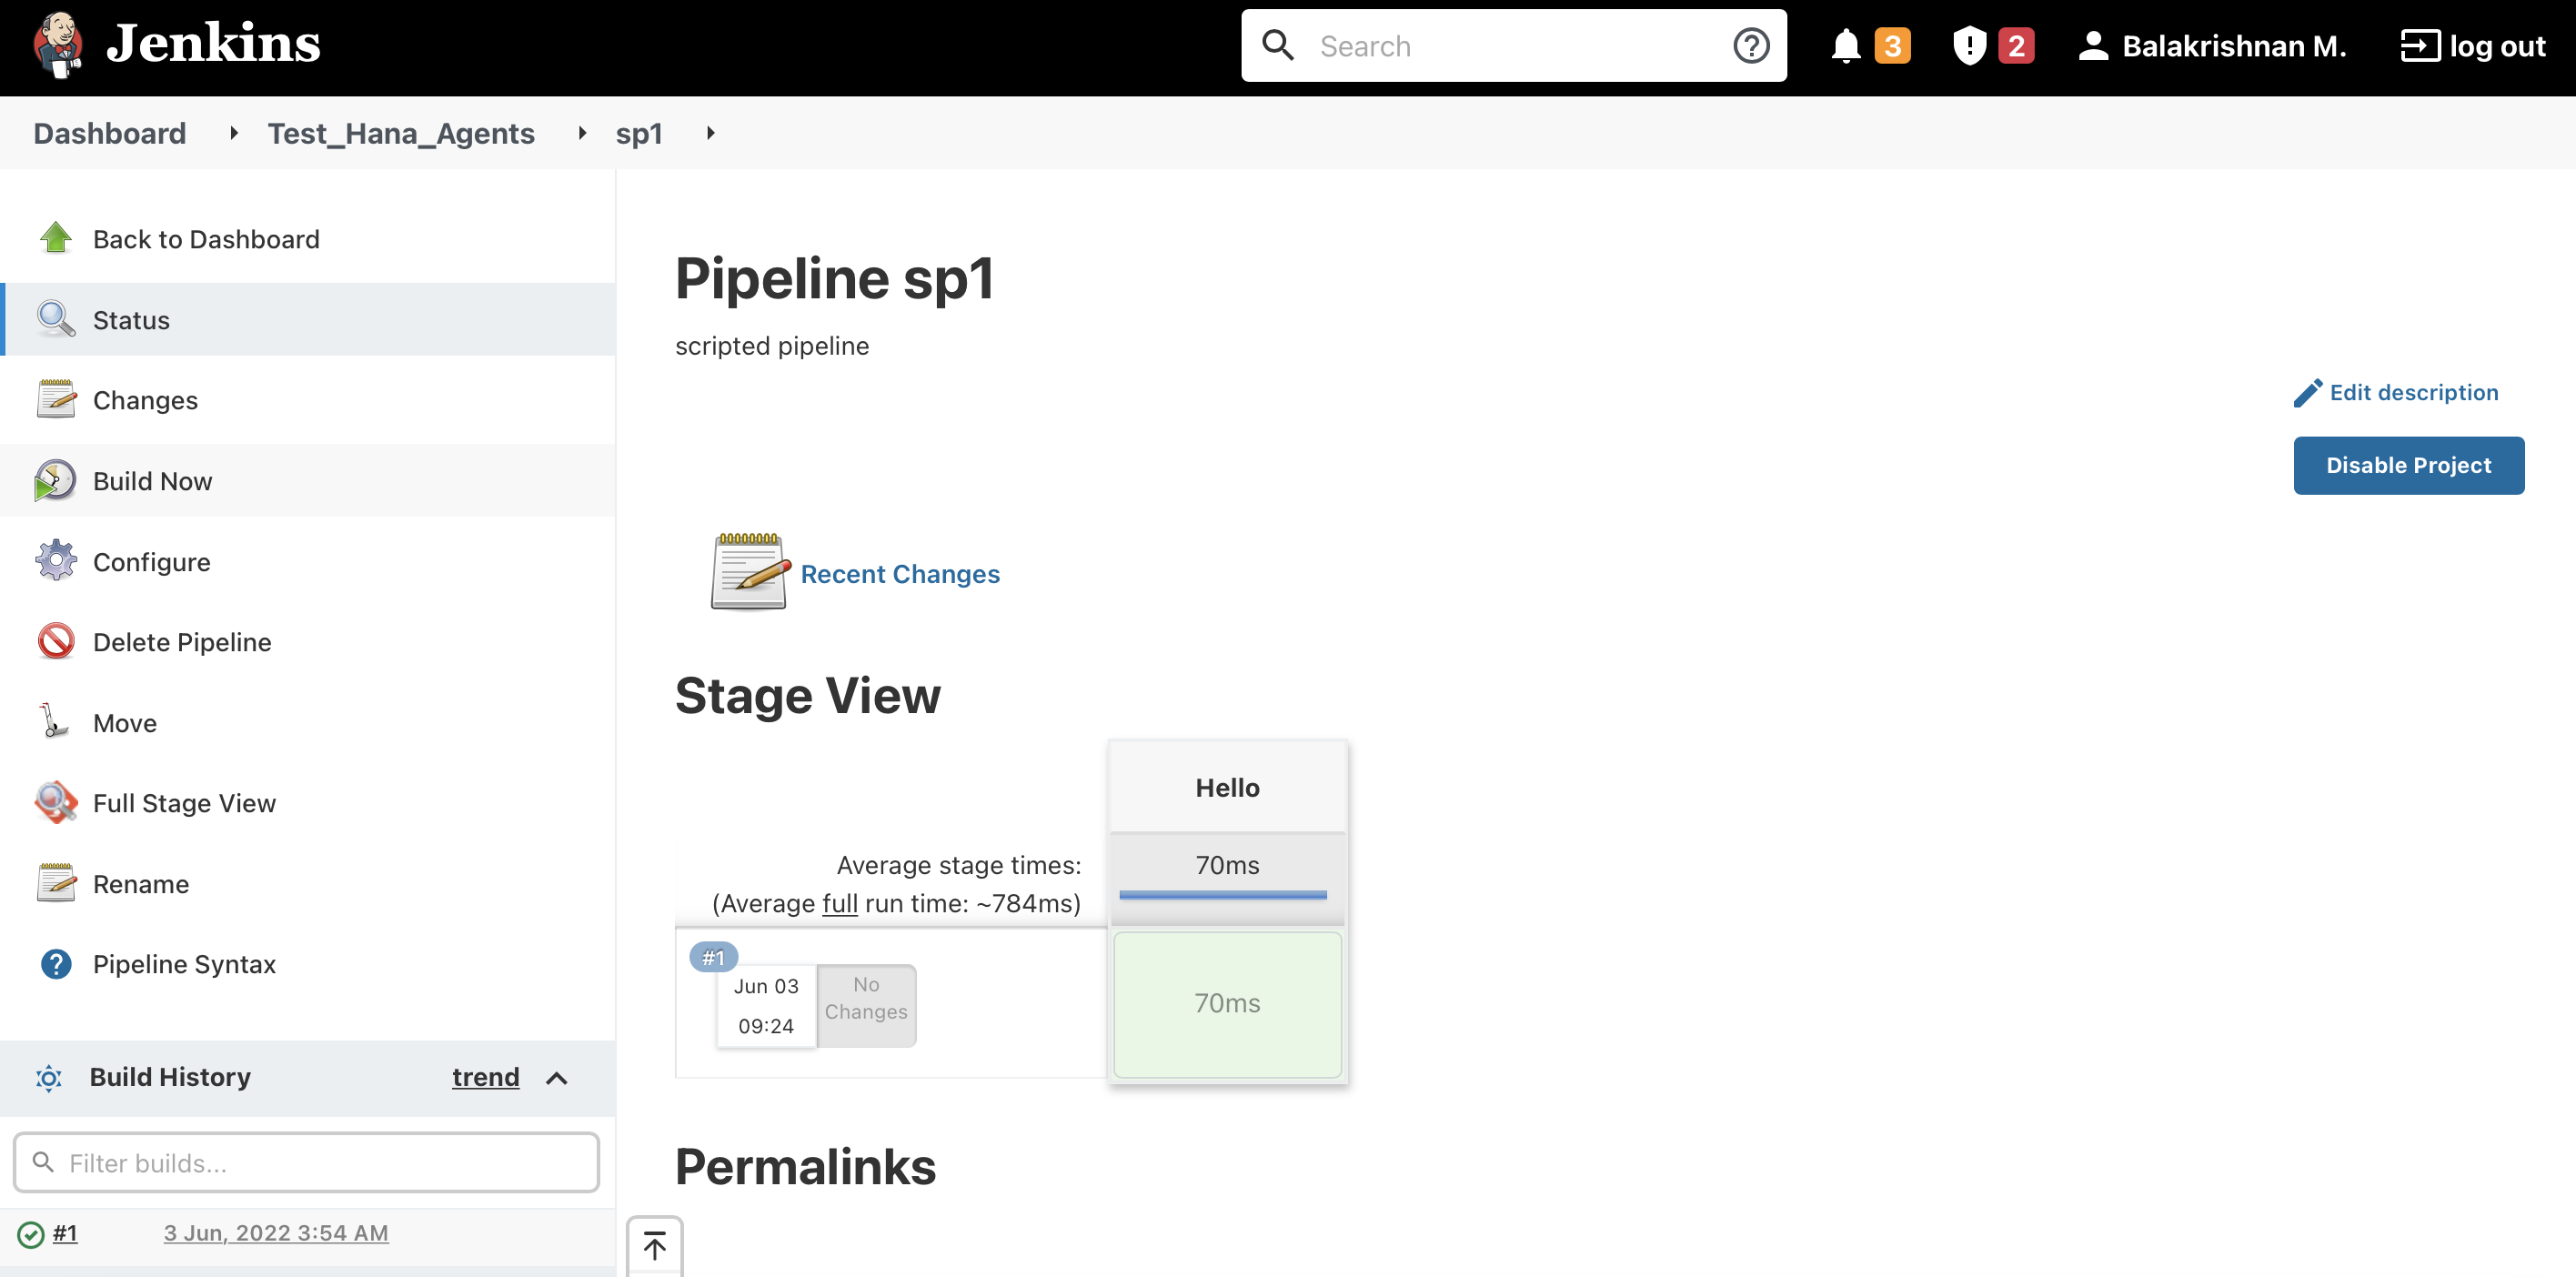 Jenkins
Search
3
2
Balakrishnan M.
log out
Dashboard
Test_Hana_Agents
sp1
Back to Dashboard
Status
Changes
Build Now
Configure
Delete Pipeline
Move
Full Stage View
Rename
Pipeline Syntax
Build History
trend
Filter builds...
#1
3 Jun, 2022 3:54 AM
Pipeline sp1
scripted pipeline
Edit description
Disable Project
Recent Changes
Stage View
Hello
Average stage times:
70ms
(Average full run time: ~784ms)
#1
Jun 03
09:24
No
Changes
70ms
Permalinks